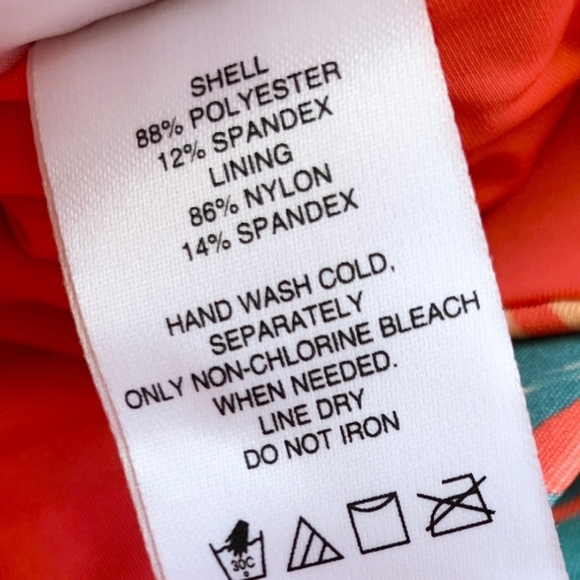 SHELL
88% POLYESTER
12% SPANDEX
LINING
86% NYLON
14% SPANDEX
HAND WASH COLD,
SEPARATELY
ONLY NON-CHLORINE BLEACH
WHEN NEEDED.
LINE DRY
DO NOT IRON
30C